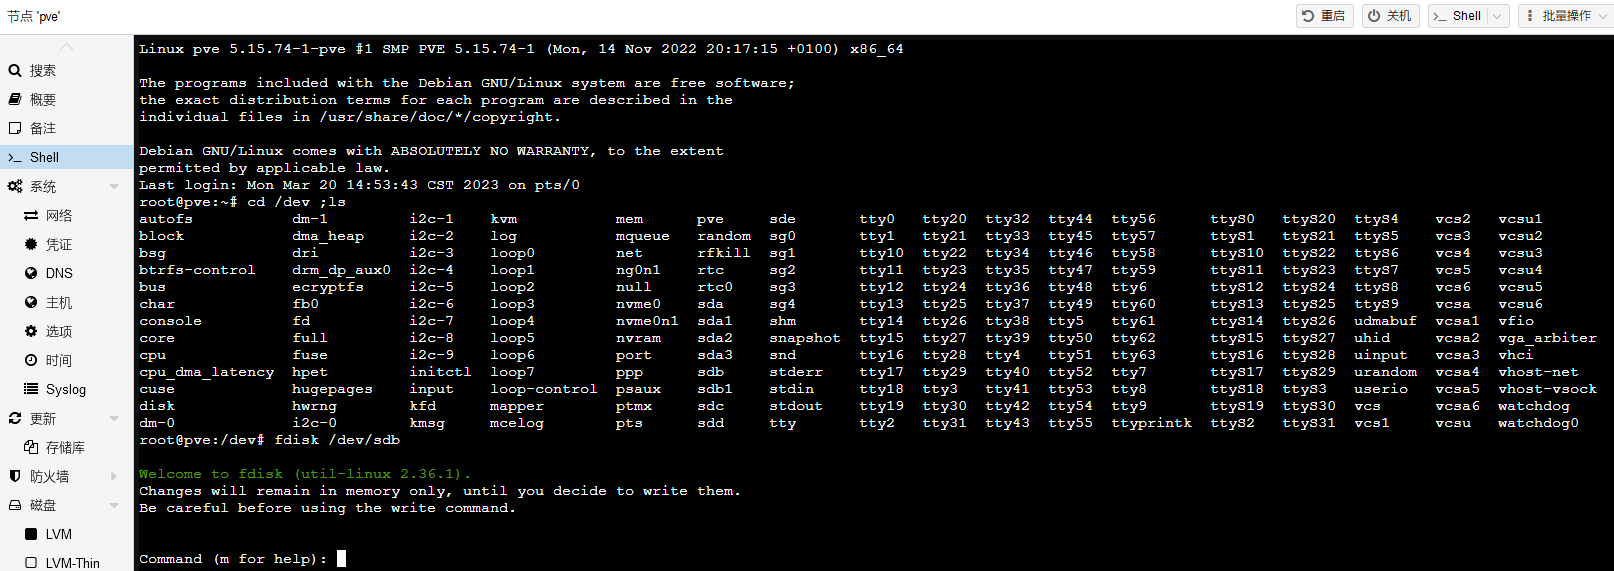 节点 'pve'
重启
关机
Shell
批量操作
搜索
概要
备注
Shell
系统
网络
凭证
DNS
主机
选项
时间
Syslog
更新
存储库
防火墙
磁盘
LVM
LVM-Thin
Linux pve 5.15.74-1-pve #1 SMP PVE 5.15.74-1 (Mon, 14 Nov 2022 20:17:15 +0100) x86_64
The programs included with the Debian GNU/Linux system are free software;
the exact distribution terms for each program are described in the
individual files in /usr/share/doc/*/copyright.
Debian GNU/Linux comes with ABSOLUTELY NO WARRANTY, to the extent
permitted by applicable law.
Last login: Mon Mar 20 14:53:43 CST 2023 on pts/0
root@pve:~# cd /dev ;ls
autofs dm-1 i2c-1 kvm mem pve sde tty0 tty20 tty32 tty44 tty56 ttyS0 ttyS20 ttyS4 vcs2 vcsu1
block dma_heap i2c-2 log mqueue random sg0 tty1 tty21 tty33 tty45 tty57 ttyS1 ttyS21 ttyS5 vcs3 vcsu2
bsg dri i2c-3 loop0 net rfkill sg1 tty10 tty22 tty34 tty46 tty58 ttyS10 ttyS22 ttyS6 vcs4 vcsu3
btrfs-control drm_dp_aux0 i2c-4 loop1 ng0n1 rtc sg2 tty11 tty23 tty35 tty47 tty59 ttyS11 ttyS23 ttyS7 vcs5 vcsu4
bus ecryptfs i2c-5 loop2 null rtc0 sg3 tty12 tty24 tty36 tty48 tty6 ttyS12 ttyS24 ttyS8 vcs6 vcsu5
char fb0 i2c-6 loop3 nvme0 sda sg4 tty13 tty25 tty37 tty49 tty60 ttyS13 ttyS25 ttyS9 vcsa vcsu6
console fd i2c-7 loop4 nvme0n1 sda1 shm tty14 tty26 tty38 tty5 tty61 ttyS14 ttyS26 udmabuf vcsa1 vfio
core full i2c-8 loop5 nvram sda2 snapshot tty15 tty27 tty39 tty50 tty62 ttyS15 ttyS27 uhid vcsa2 vga_arbiter
cpu fuse i2c-9 loop6 port sda3 snd tty16 tty28 tty4 tty51 tty63 ttyS16 ttyS28 uinput vcsa3 vhci
cpu_dma_latency hpet initctl loop7 ppp sdb stderr tty17 tty29 tty40 tty52 tty7 ttyS17 ttyS29 urandom vcsa4 vhost-net
cuse hugepages input loop-control psaux sdb1 stdin tty18 tty3 tty41 tty53 tty8 ttyS18 ttyS3 userio vcsa5 vhost-vsock
disk hwrng kfd mapper ptmx sdc stdout tty19 tty30 tty42 tty54 tty9 ttyS19 ttyS30 vcs vcsa6 watchdog
dm-0 i2c-0 kmsg mcelog pts sdd tty tty2 tty31 tty43 tty55 ttyprintk ttyS2 ttyS31 vcs1 vcsu watchdog0
root@pve:/dev# fdisk /dev/sdb
Welcome to fdisk (util-linux 2.36.1).
Changes will remain in memory only, until you decide to write them.
Be careful before using the write command.
Command (m for help):